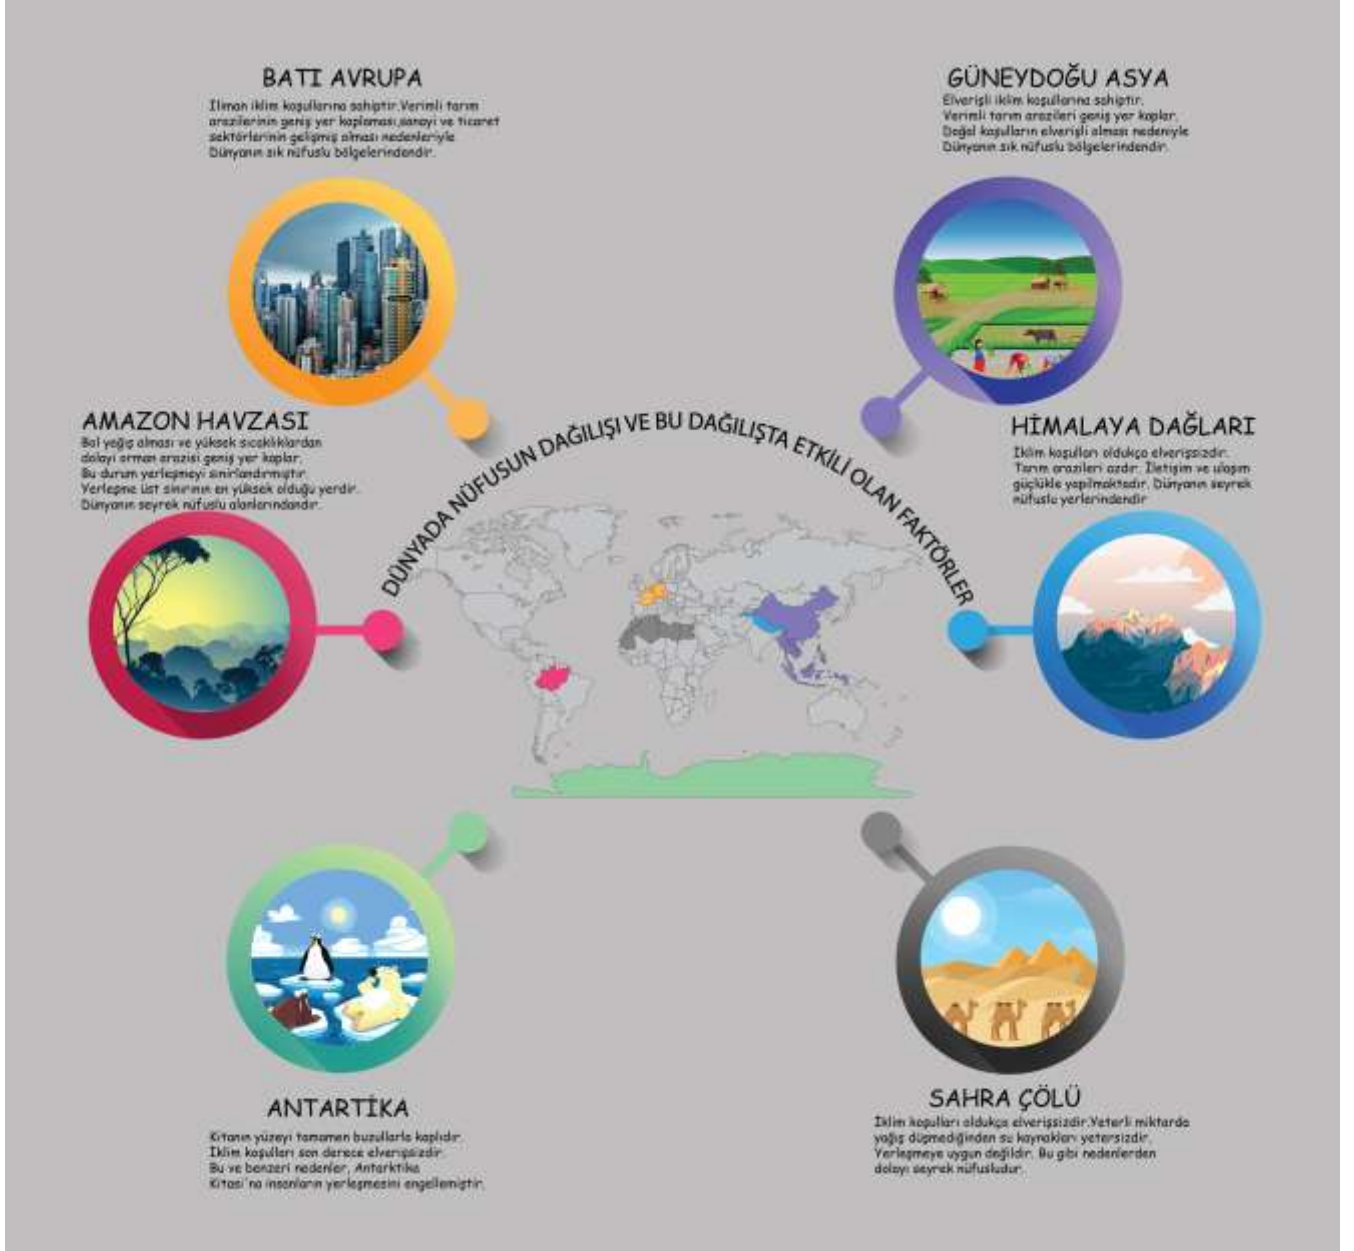 BATI AVRUPA
Iliman iklim koşullarına sahiptir.Verimli tarım
arazilerinin geniş yer kaplaması,sanayi ve ticaret
sektörlerinin gelişmiş olması nedenleriyle
Dünyanın sık nüfuslu bölgelerindendir.
GÜNEYDOĞU ASYA
Elverişli iklim koşullarına sahiptir.
Verimli tarım arazileri geniş yer kaplar.
Doğal koşulların elverişli olması nedeniyle
Dünyanın sık nüfuslu bölgelerindendir.
AMAZON HAVZASI
Bol yağış alması ve yüksek sıcaklıklardan
dolayı orman arazisi geniş yer kaplar.
Bu durum yerleşmeyi sınırlandırmıştır.
Yerleşme üst sınırının en yüksek olduğu yerdir.
Dünyanın seyrek nüfuslu alanlarındandır.
HİMALAYA DAĞLARI
İklim koşulları oldukça elverişsizdir.
Tarım arazileri azdır. İletişim ve ulaşım
güçlükle yapılmaktadır. Dünyanın seyrek
nüfuslu yerlerindendir
DÜNYADA NÜFUSUN DAĞILIŞI VE BU DAĞILIŞTA ETKİLİ OLAN FAKTÖRLER
ANTARTİKA
Kıtanın yüzeyi tamamen buzullarla kaplıdır.
İklim koşulları son derece elverişsizdir.
Bu ve benzeri nedenler, Antarktika
Kıtası'na insanların yerleşmesini engellemiştir.
SAHRA ÇÖLÜ
İklim koşulları oldukça elverişsizdir.Yeterli miktarda
yağış düşmediğinden su kaynakları yetersizdir.
Yerleşmeye uygun değildir. Bu gibi nedenlerden
dolayı seyrek nüfusludur.